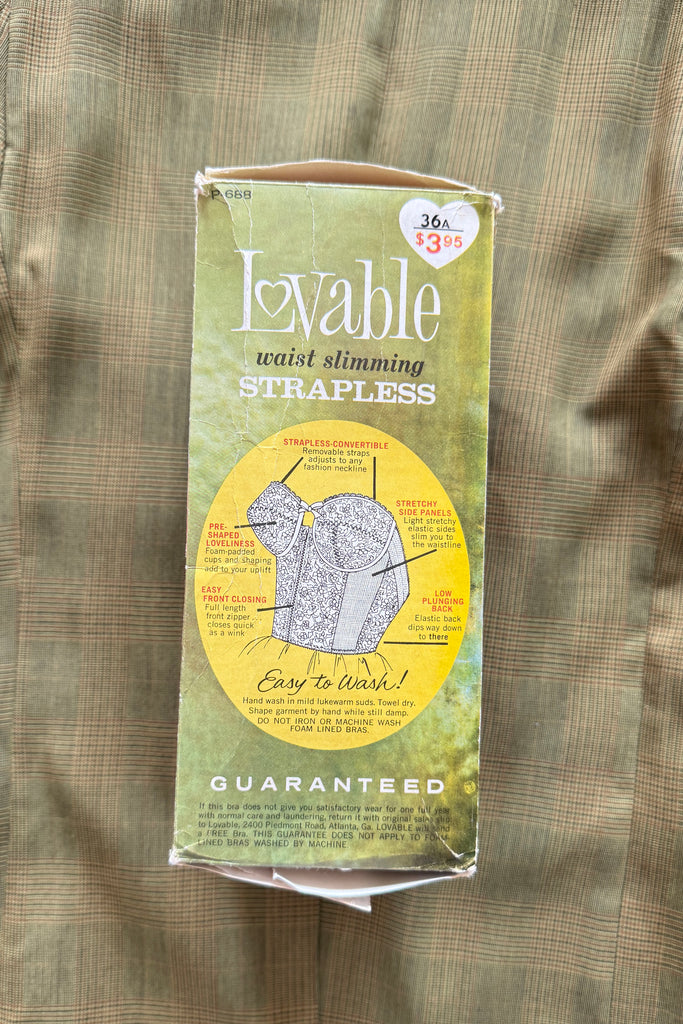 P-688
36A
$3.95
Lovable
waist slimming
STRAPLESS
STRAPLESS-CONVERTIBLE
Removable straps
adjusts to any
fashion neckline
STRETCHY
SIDE PANELS
Light stretchy
elastic sides
slim you to
the waistline
PRE-
SHAPED
LOVELINESS
Foam-padded
cups and shaping
add to your uplift
EASY
FRONT CLOSING
Full length
front zipper...
closes quick
as a wink
LOW
PLUNGING
BACK
Elastic back
dips way down
to there
Easy to Wash!
Hand wash in mild lukewarm suds. Towel dry.
Shape garment by hand while still damp.
DO NOT IRON OR MACHINE WASH
FOAM LINED BRAS.
GUARANTEED
If this bra does not give you satisfactory wear for one full year
with normal care and laundering, return it with original sales slip
to Lovable, 2400 Piedmont Road, Atlanta, Ga. LOVABLE will send
a FREE Bra. THIS GUARANTEE DOES NOT APPLY TO FOAM
LINED BRAS WASHED BY MACHINE